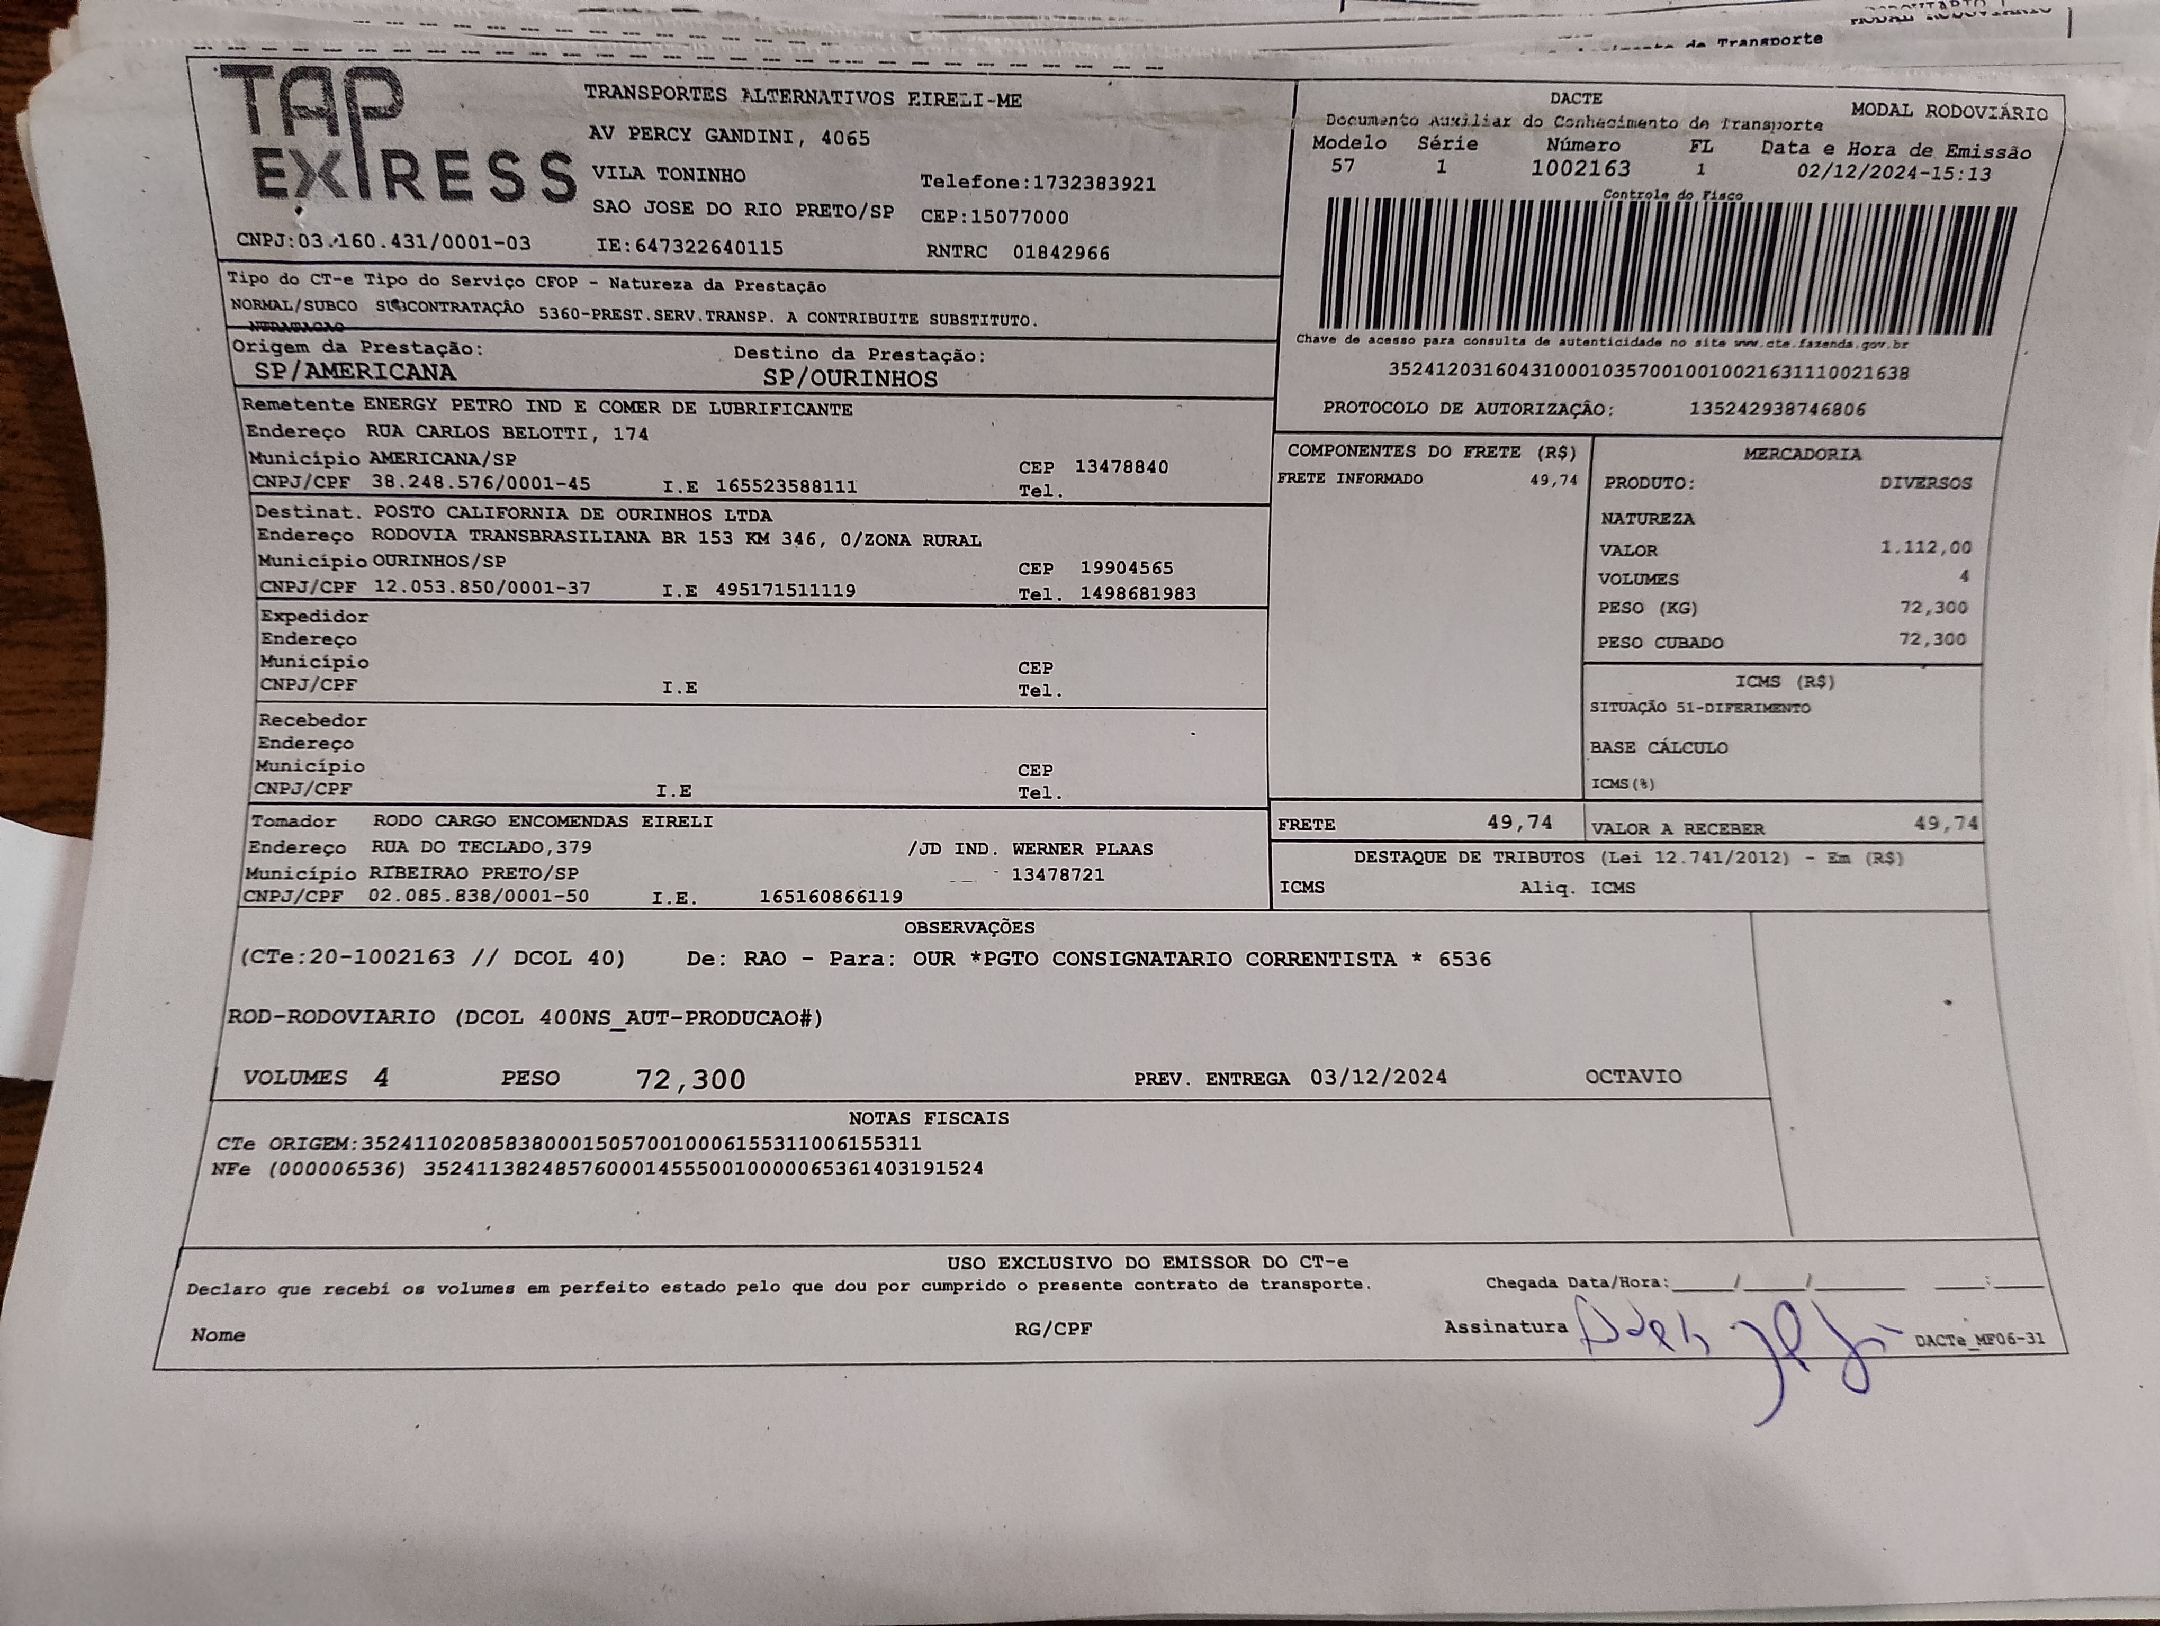 de Transporte
MODAL RODOVIÁRIO
TAP
EXPRESS
TRANSPORTES ALTERNATIVOS EIRELI-ME
AV PERCY GANDINI, 4065
VILA TONINHO Telefone:1732383921
SAO JOSE DO RIO PRETO/SP CEP:15077000
CNPJ:03.160.431/0001-03 IE:647322640115 RNTRC 01842966
DACTE MODAL RODOVIÁRIO
Documento Auxiliar do Conhecimento de Transporte
Modelo Série Número FL Data e Hora de Emissão
57 1 1002163 1 02/12/2024-15:13
Controle do Fisco
Chave de acesso para consulta de autenticidade no site www.cte.fazenda.gov.br
35241203160431000103570010010021631110021638
PROTOCOLO DE AUTORIZAÇÃO: 135242938746806
Tipo do CT-e Tipo do Serviço CFOP - Natureza da Prestação
NORMAL/SUBCO SUBCONTRATAÇÃO 5360-PREST.SERV.TRANSP. A CONTRIBUITE SUBSTITUTO.
NTRATACAO
Origem da Prestação: Destino da Prestação:
SP/AMERICANA SP/OURINHOS
Remetente ENERGY PETRO IND E COMER DE LUBRIFICANTE
Endereço RUA CARLOS BELOTTI, 174
Município AMERICANA/SP CEP 13478840
CNPJ/CPF 38.248.576/0001-45 I.E 165523588111 Tel.
Destinat. POSTO CALIFORNIA DE OURINHOS LTDA
Endereço RODOVIA TRANSBRASILIANA BR 153 KM 346, 0/ZONA RURAL
Município OURINHOS/SP CEP 19904565
CNPJ/CPF 12.053.850/0001-37 I.E 495171511119 Tel. 1498681983
Expedidor
Endereço
Município CEP
CNPJ/CPF I.E Tel.
Recebedor
Endereço
Município CEP
CNPJ/CPF I.E Tel.
Tomador RODO CARGO ENCOMENDAS EIRELI
Endereço RUA DO TECLADO,379 /JD IND. WERNER PLAAS
Município RIBEIRAO PRETO/SP 13478721
CNPJ/CPF 02.085.838/0001-50 I.E. 165160866119
COMPONENTES DO FRETE (R$)
FRETE INFORMADO 49,74
MERCADORIA
PRODUTO: DIVERSOS
NATUREZA
VALOR 1.112,00
VOLUMES 4
PESO (KG) 72,300
PESO CUBADO 72,300
ICMS (R$)
SITUAÇÃO 51-DIFERIMENTO
BASE CÁLCULO
ICMS(%)
FRETE 49,74 VALOR A RECEBER 49,74
DESTAQUE DE TRIBUTOS (Lei 12.741/2012) - Em (R$)
ICMS Aliq. ICMS
OBSERVAÇÕES
(CTe:20-1002163 // DCOL 40) De: RAO - Para: OUR *PGTO CONSIGNATARIO CORRENTISTA * 6536
ROD-RODOVIARIO (DCOL 400NS_AUT-PRODUCAO#)
VOLUMES 4 PESO 72,300 PREV. ENTREGA 03/12/2024 OCTAVIO
NOTAS FISCAIS
CTe ORIGEM:35241102085838000150570010006155311006155311
NFe (000006536) 35241138248576000145550010000065361403191524
USO EXCLUSIVO DO EMISSOR DO CT-e
Declaro que recebi os volumes em perfeito estado pelo que dou por cumprido o presente contrato de transporte. Chegada Data/Hora:____/____/______ ___:___
Nome RG/CPF Assinatura DACTe_MF06-31